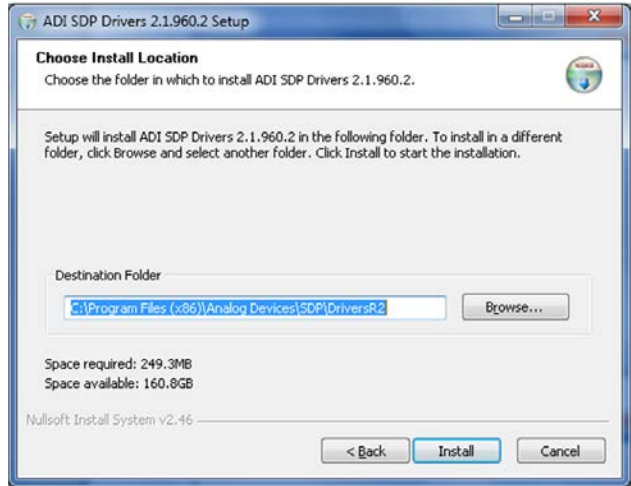 ADI SDP Drivers 2.1.960.2 Setup
Choose Install Location
Choose the folder in which to install ADI SDP Drivers 2.1.960.2.
Setup will install ADI SDP Drivers 2.1.960.2 in the following folder. To install in a different
folder, click Browse and select another folder. Click Install to start the installation.
Destination Folder
C:\Program Files (x86)\Analog Devices\SDP\DriversR2
Browse...
Space required: 249.3MB
Space available: 160.8GB
Nullsoft Install System v2.46
< Back Install Cancel